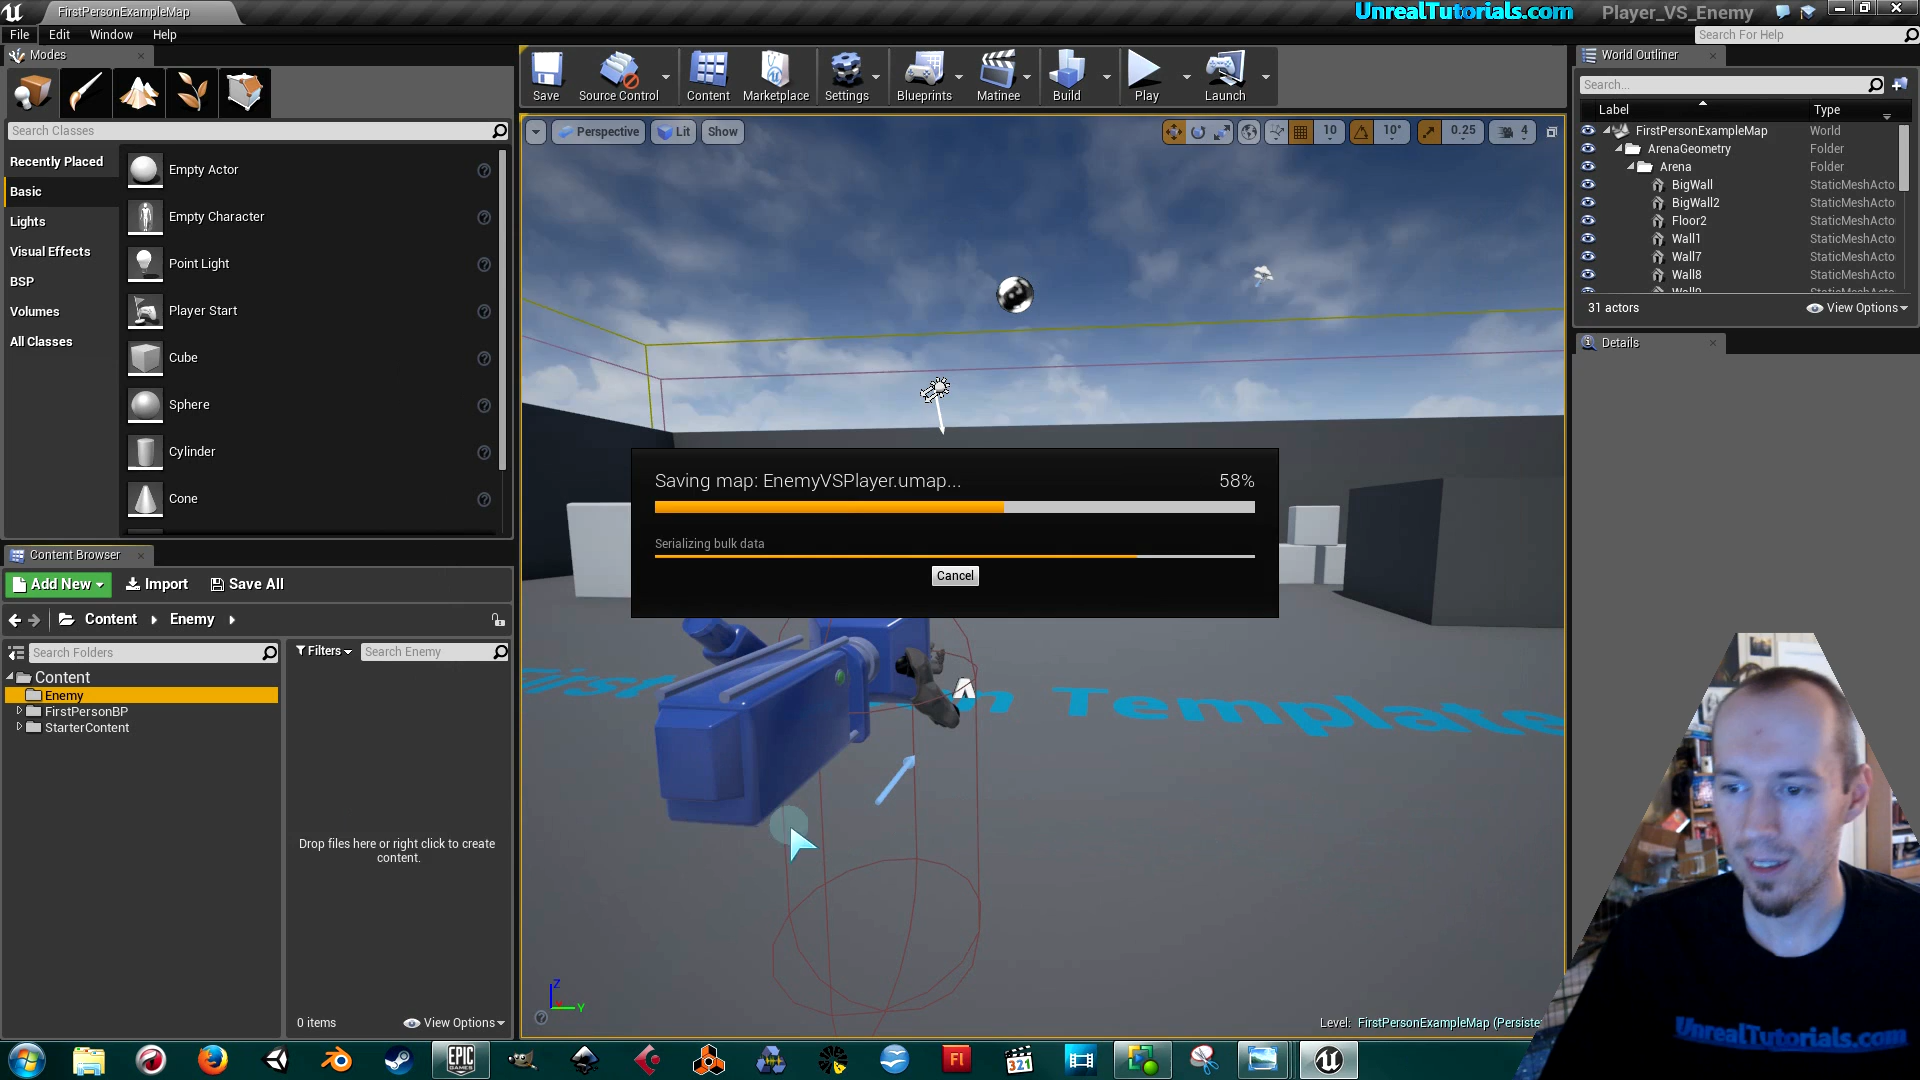 FirstPersonExampleMap
UnrealTutorials.com
Player_VS_Enemy
File Edit Window Help
Search For Help
Modes
Search Classes
Recently Placed
Basic
Lights
Visual Effects
BSP
Volumes
All Classes
Empty Actor
Empty Character
Point Light
Player Start
Cube
Sphere
Cylinder
Cone
Save
Source Control
Content
Marketplace
Settings
Blueprints
Matinee
Build
Play
Launch
Perspective
Lit
Show
10
10°
0.25
4
World Outliner
Search...
Label Type
FirstPersonExampleMap World
ArenaGeometry Folder
Arena Folder
BigWall StaticMeshActo
BigWall2 StaticMeshActo
Floor2 StaticMeshActo
Wall1 StaticMeshActo
Wall7 StaticMeshActo
Wall8 StaticMeshActo
31 actors
View Options
Details
Saving map: EnemyVSPlayer.umap... 58%
Serializing bulk data
Cancel
Content Browser
Add New
Import
Save All
Content
Enemy
Search Folders
Filters
Search Enemy
Content
Enemy
FirstPersonBP
StarterContent
Drop files here or right click to create
content.
0 items
View Options
Template
Z
Y
Level: FirstPersonExampleMap (Persiste
UnrealTutorials.com
EPIC
GAMES
Fl
321